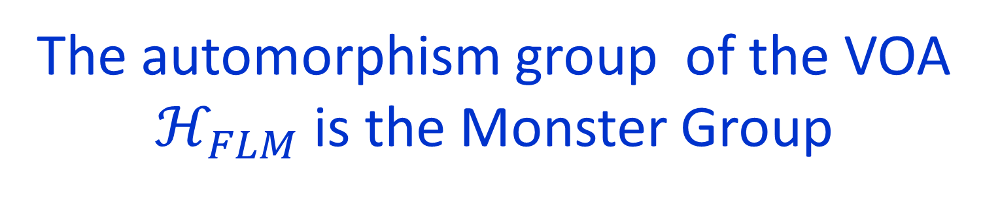 The automorphism group  of the VOA
ℋ_{FLM} is the Monster Group